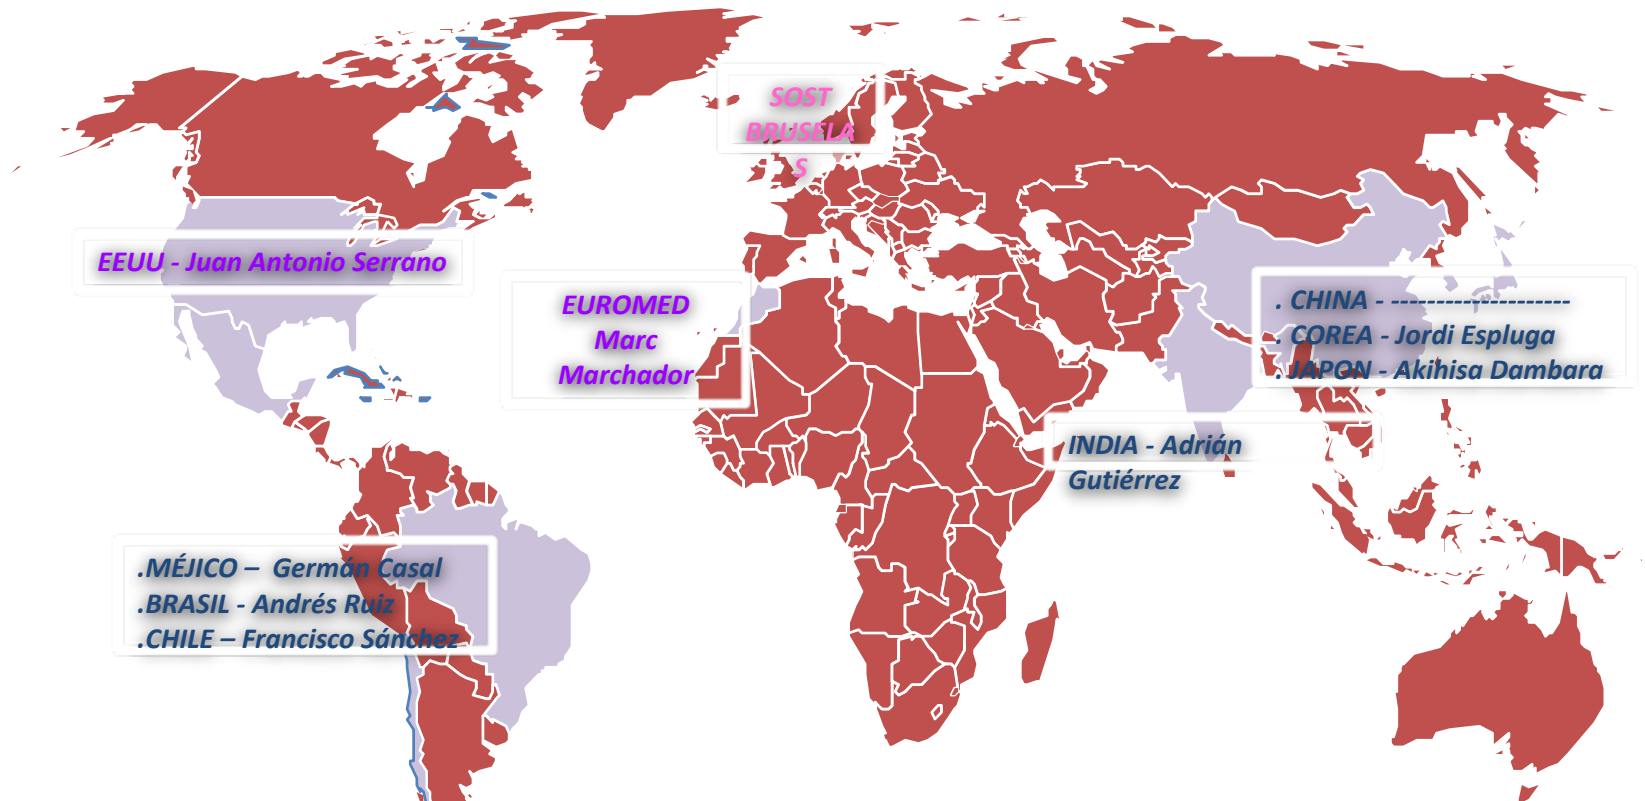 SOST
BRUSELA
S
EEUU - Juan Antonio Serrano
EUROMED
Marc
Marchador
. CHINA - --------------------
. COREA - Jordi Espluga
. JAPON - Akihisa Dambara
INDIA - Adrián
Gutiérrez
.MÉJICO – Germán Casal
.BRASIL - Andrés Ruiz
.CHILE – Francisco Sánchez